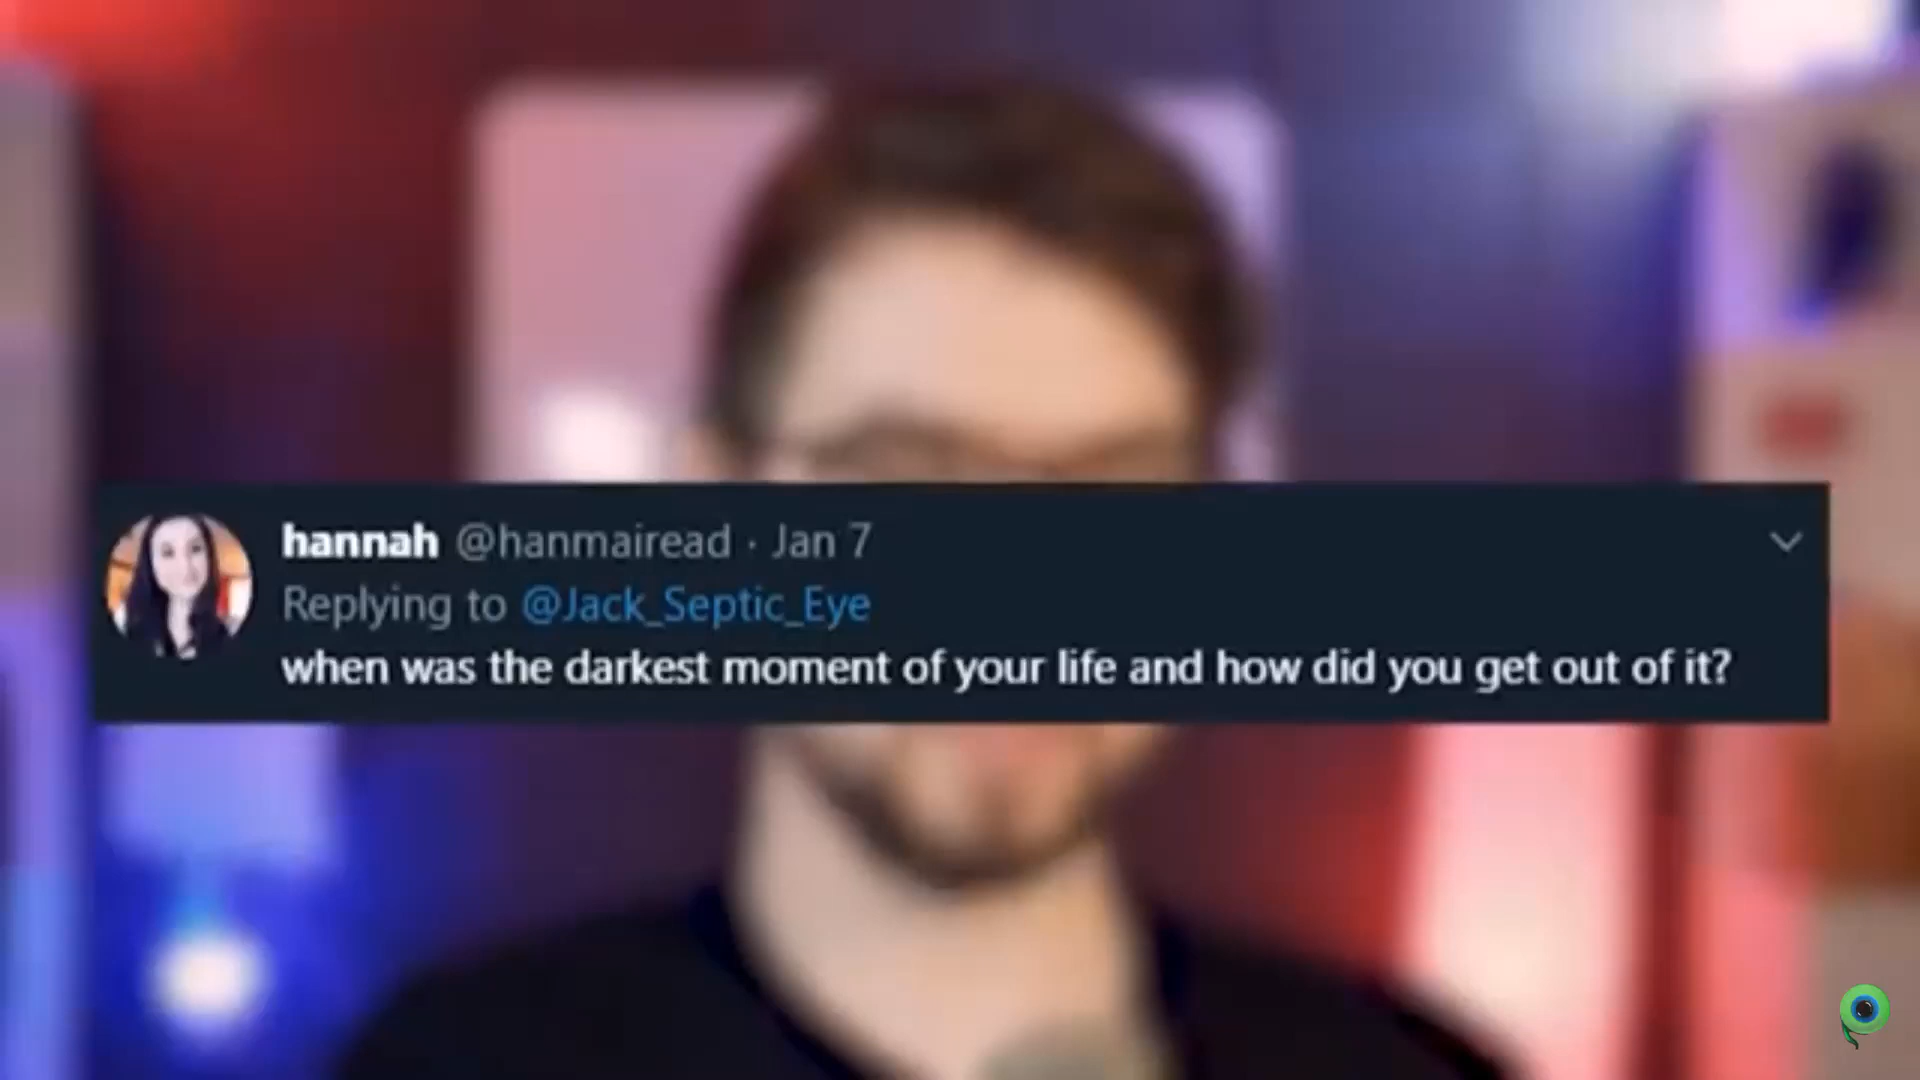 hannah @hanmairead · Jan 7
Replying to @Jack_Septic_Eye
when was the darkest moment of your life and how did you get out of it?